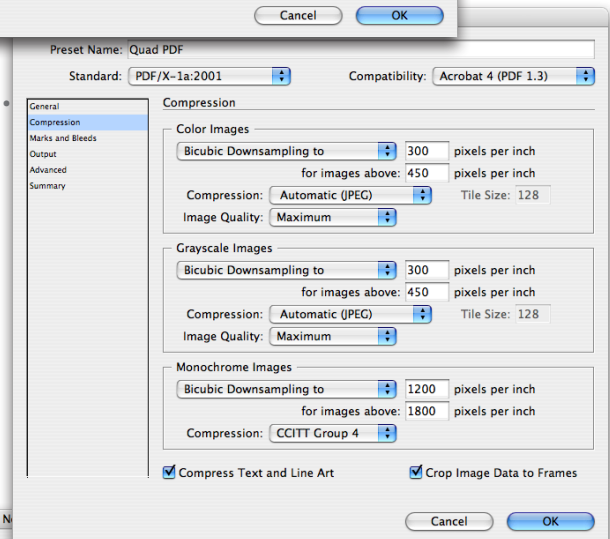 Cancel OK
Preset Name: Quad PDF
Standard: PDF/X-1a:2001 Compatibility: Acrobat 4 (PDF 1.3)
General
Compression
Marks and Bleeds
Output
Advanced
Summary
Compression
Color Images
Bicubic Downsampling to 300 pixels per inch
for images above: 450 pixels per inch
Compression: Automatic (JPEG) Tile Size: 128
Image Quality: Maximum
Grayscale Images
Bicubic Downsampling to 300 pixels per inch
for images above: 450 pixels per inch
Compression: Automatic (JPEG) Tile Size: 128
Image Quality: Maximum
Monochrome Images
Bicubic Downsampling to 1200 pixels per inch
for images above: 1800 pixels per inch
Compression: CCITT Group 4
Compress Text and Line Art Crop Image Data to Frames
Cancel OK